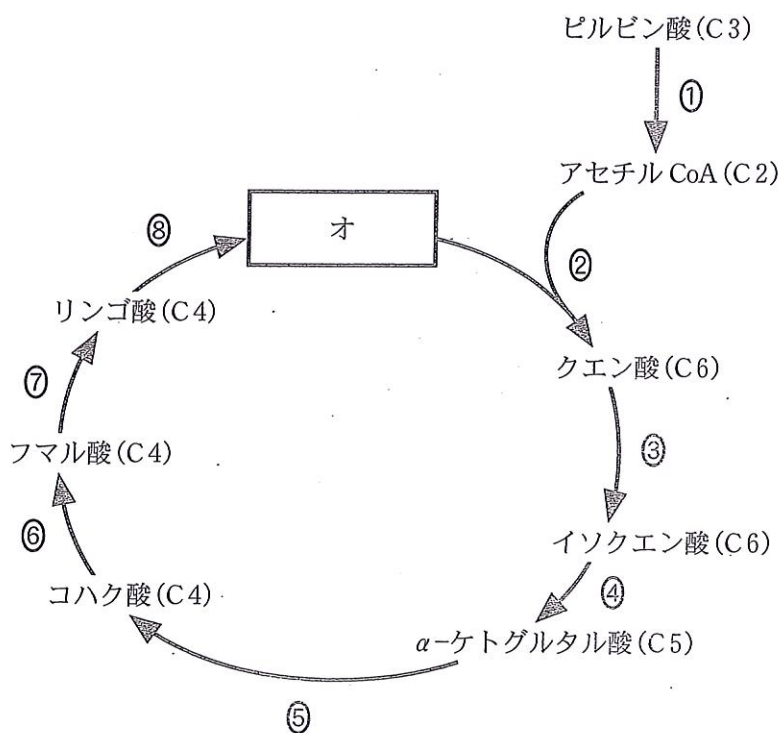 ピルビン酸(C3)
①
アセチルCoA(C2)
オ
⑧
②
リンゴ酸(C4)
クエン酸(C6)
⑦
③
フマル酸(C4)
⑥
イソクエン酸(C6)
コハク酸(C4)
④
α-ケトグルタル酸(C5)
⑤